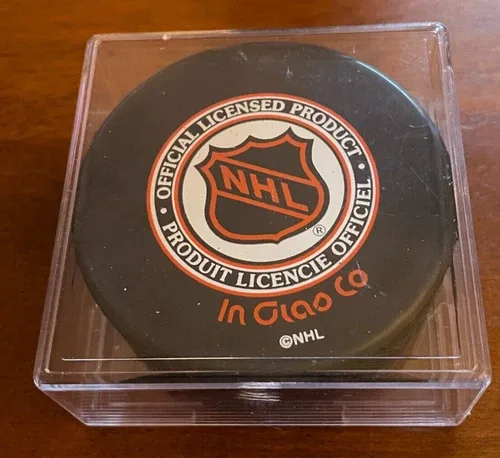 OFFICIAL LICENSED PRODUCT
NHL
®
• PRODUIT LICENCIE OFFICIEL •
In Glas Co
©NHL